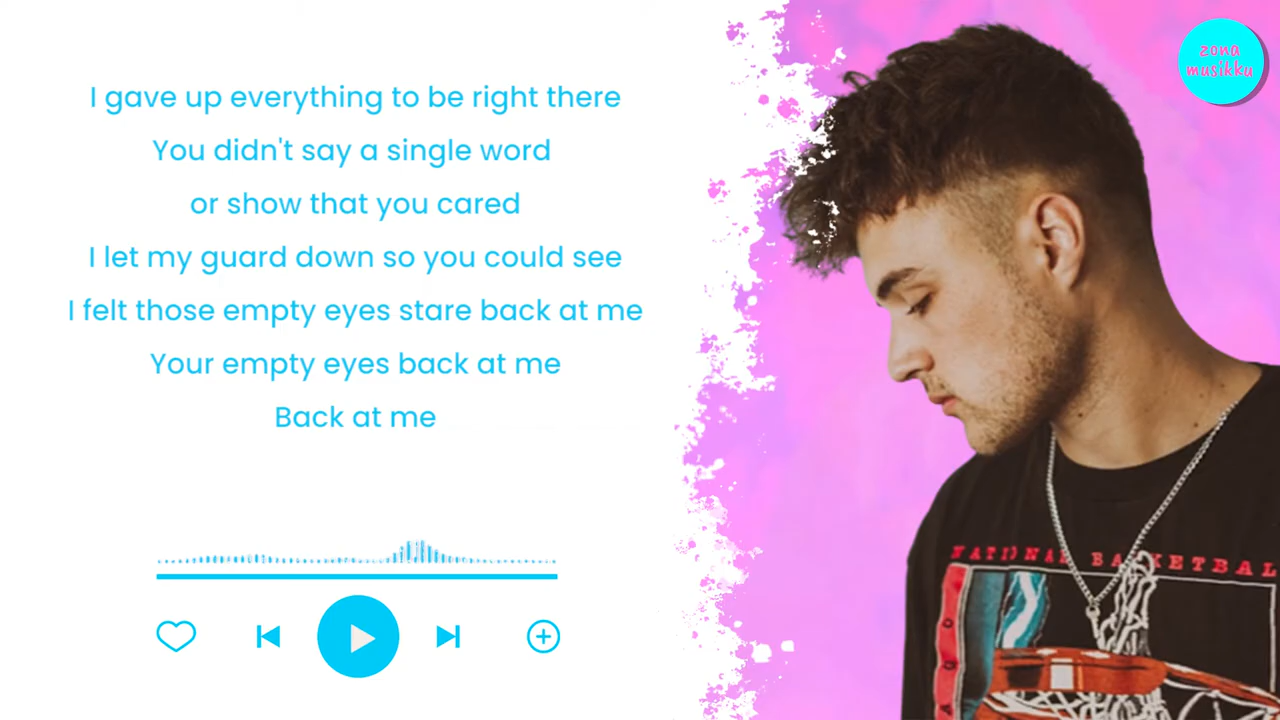 I gave up everything to be right there
You didn't say a single word
or show that you cared
I let my guard down so you could see
I felt those empty eyes stare back at me
Your empty eyes back at me
Back at me
zona
musikku
NATIONAL BASKETBAL